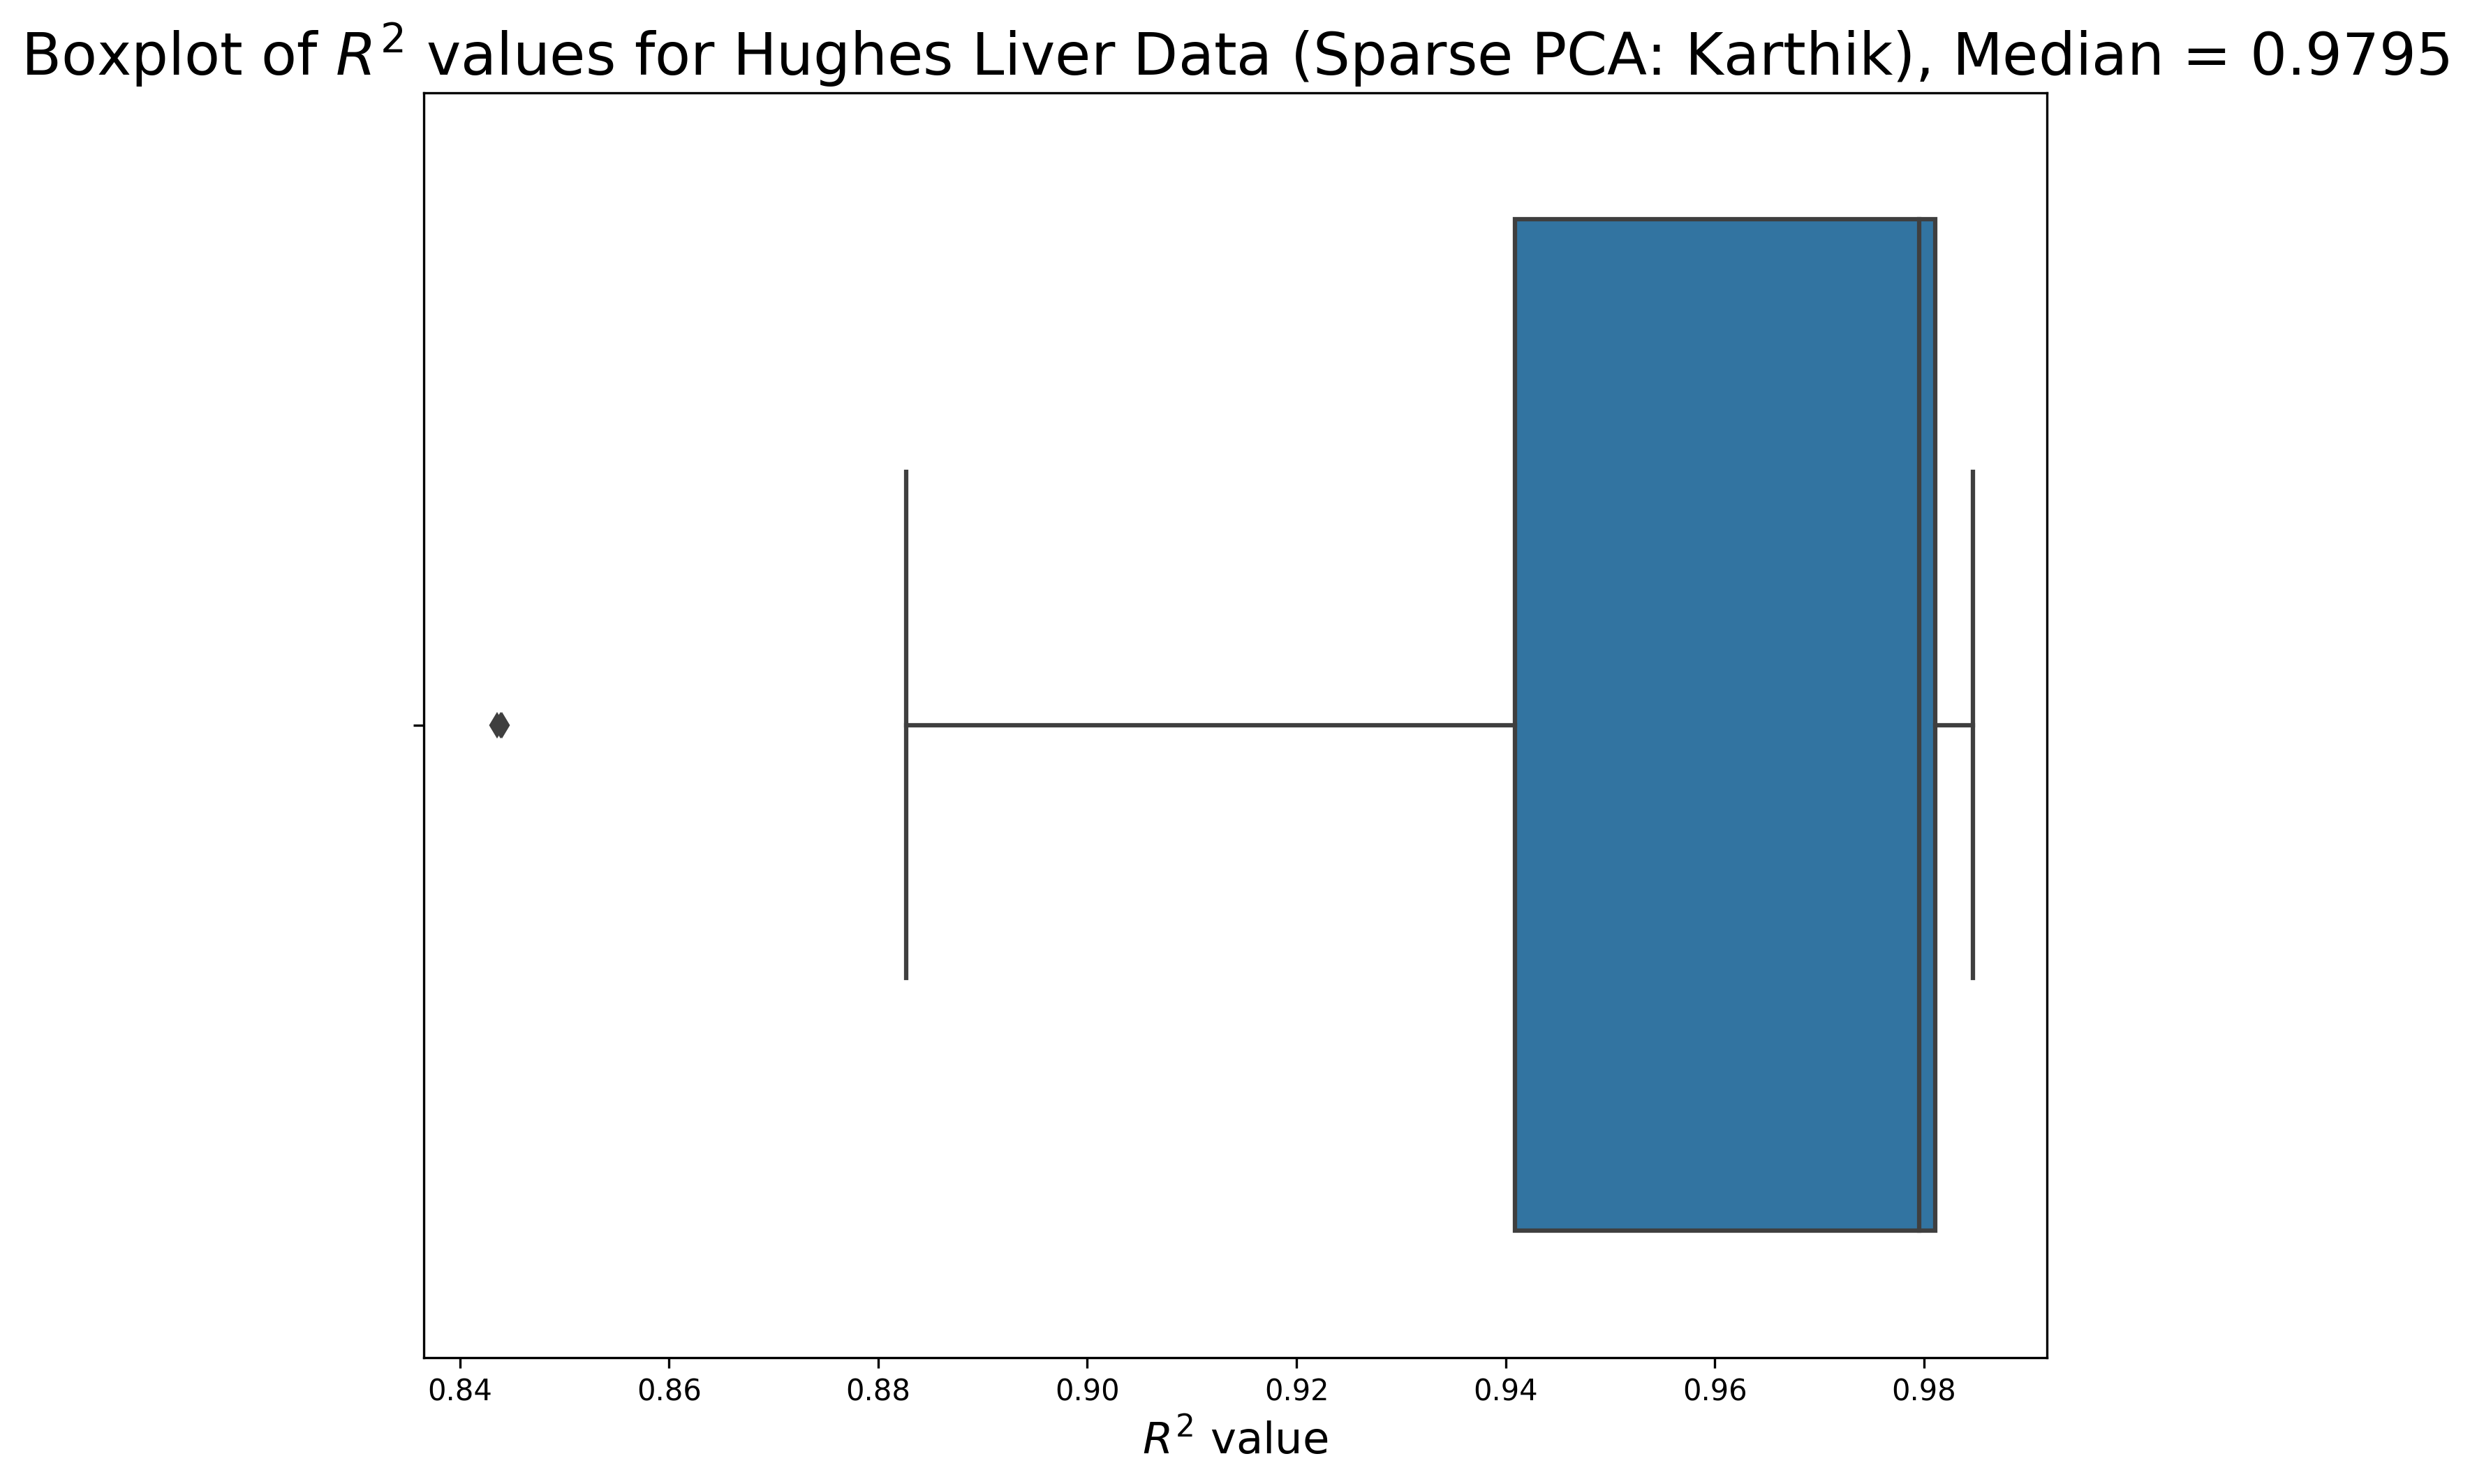 Boxplot of R² values for Hughes Liver Data (Sparse PCA: Karthik), Median = 0.9795
0.84 0.86 0.88 0.90 0.92 0.94 0.96 0.98
R² value